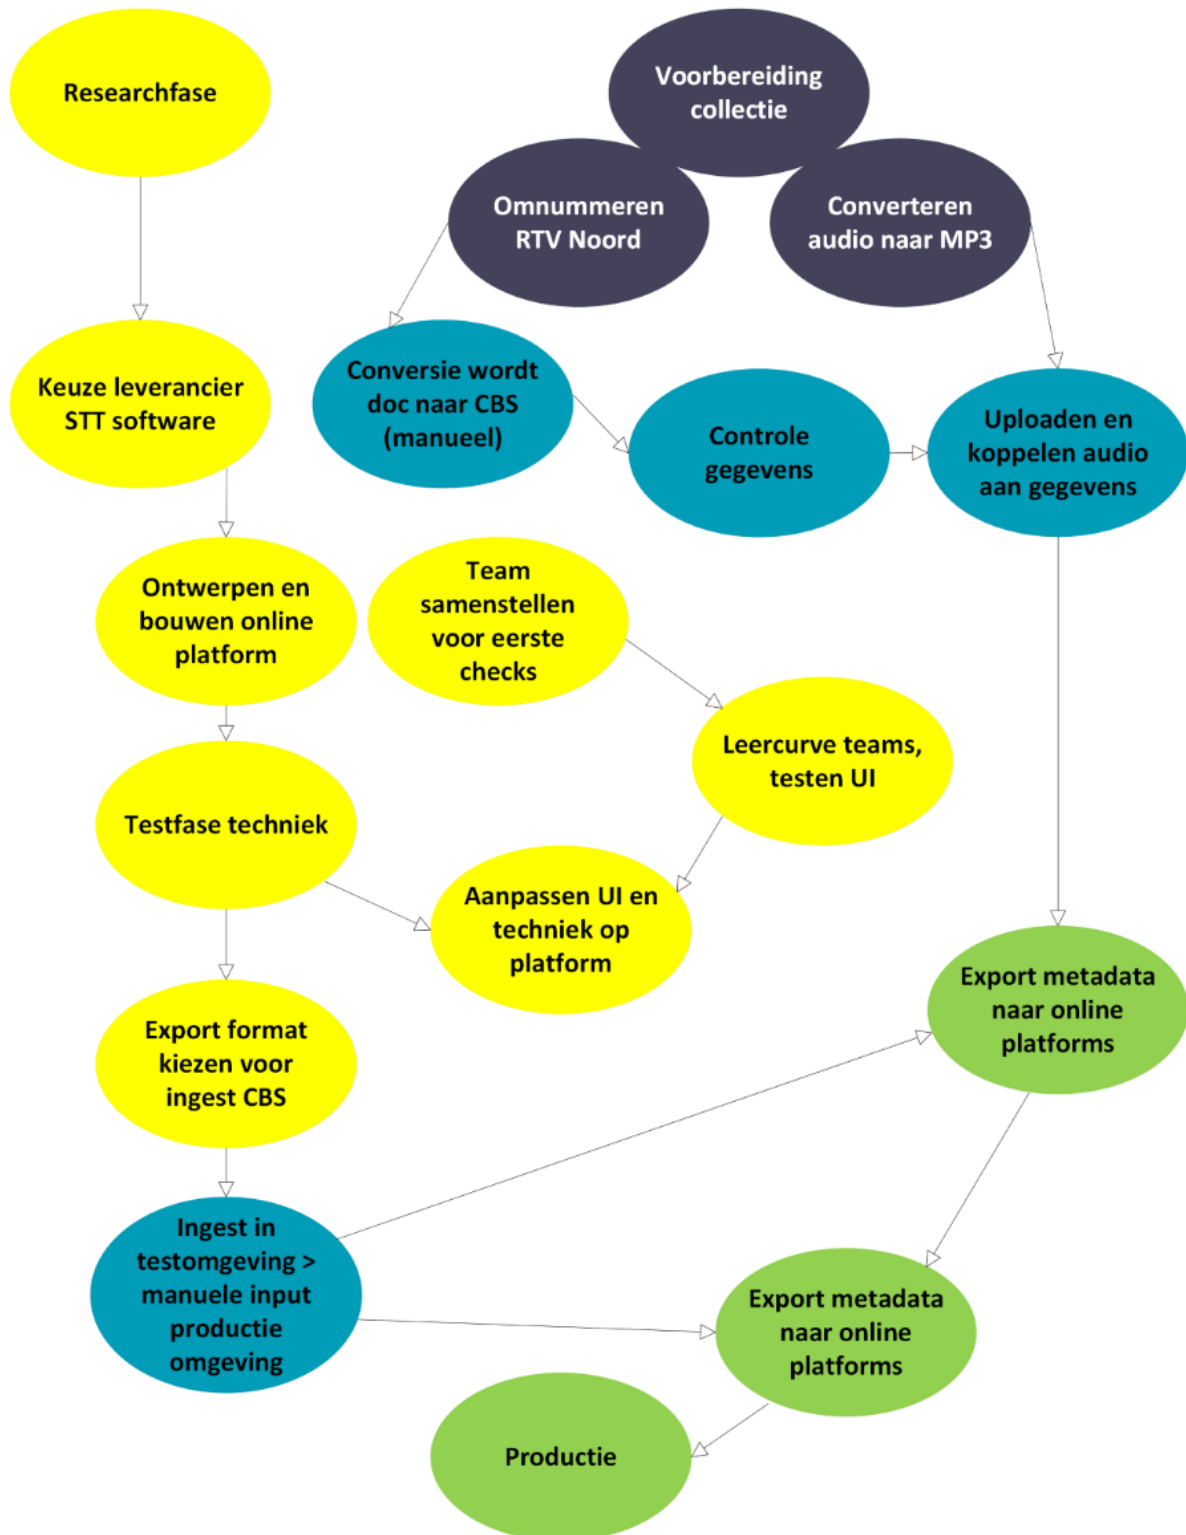 Researchfase
Voorbereiding
collectie
Omnummeren
RTV Noord
Converteren
audio naar MP3
Keuze leverancier
STT software
Conversie wordt
doc naar CBS
(manueel)
Controle
gegevens
Uploaden en
koppelen audio
aan gegevens
Ontwerpen en
bouwen online
platform
Team
samenstellen
voor eerste
checks
Leercurve teams,
testen UI
Testfase techniek
Aanpassen UI en
techniek op
platform
Export metadata
naar online
platforms
Export format
kiezen voor
ingest CBS
Ingest in
testomgeving >
manuele input
productie
omgeving
Export metadata
naar online
platforms
Productie